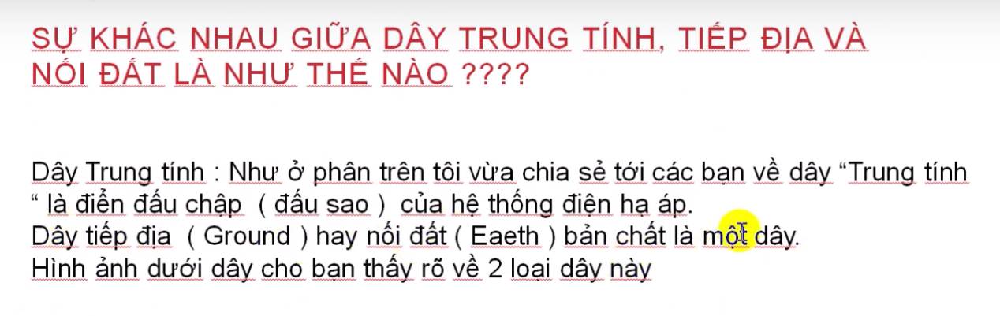 SỰ KHÁC NHAU GIỮA DÂY TRUNG TÍNH, TIẾP ĐỊA VÀ
NỐI ĐẤT LÀ NHƯ THẾ NÀO ????
Dây Trung tính : Như ở phân trên tôi vừa chia sẻ tới các bạn về dây “Trung tính
“ là điển đấu chập ( đấu sao ) của hệ thống điện hạ áp.
Dây tiếp địa ( Ground ) hay nối đất ( Eaeth ) bản chất là một dây.
Hình ảnh dưới dây cho bạn thấy rõ về 2 loại dây này